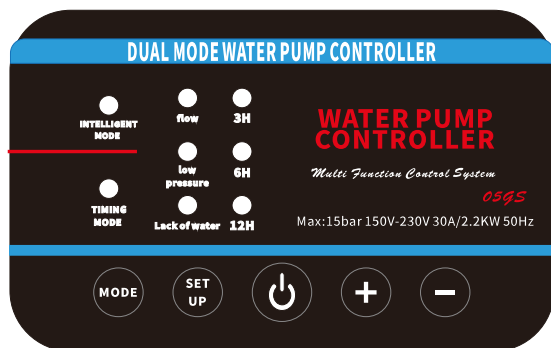 DUAL MODE WATER PUMP CONTROLLER
INTELLIGENT
MODE
flow
3H
low
pressure
6H
TIMING
MODE
Lack of water
12H
WATER PUMP
CONTROLLER
Multi Function Control System
05GS
Max:15bar 150V-230V 30A/2.2KW 50Hz
MODE
SET
UP
+
−